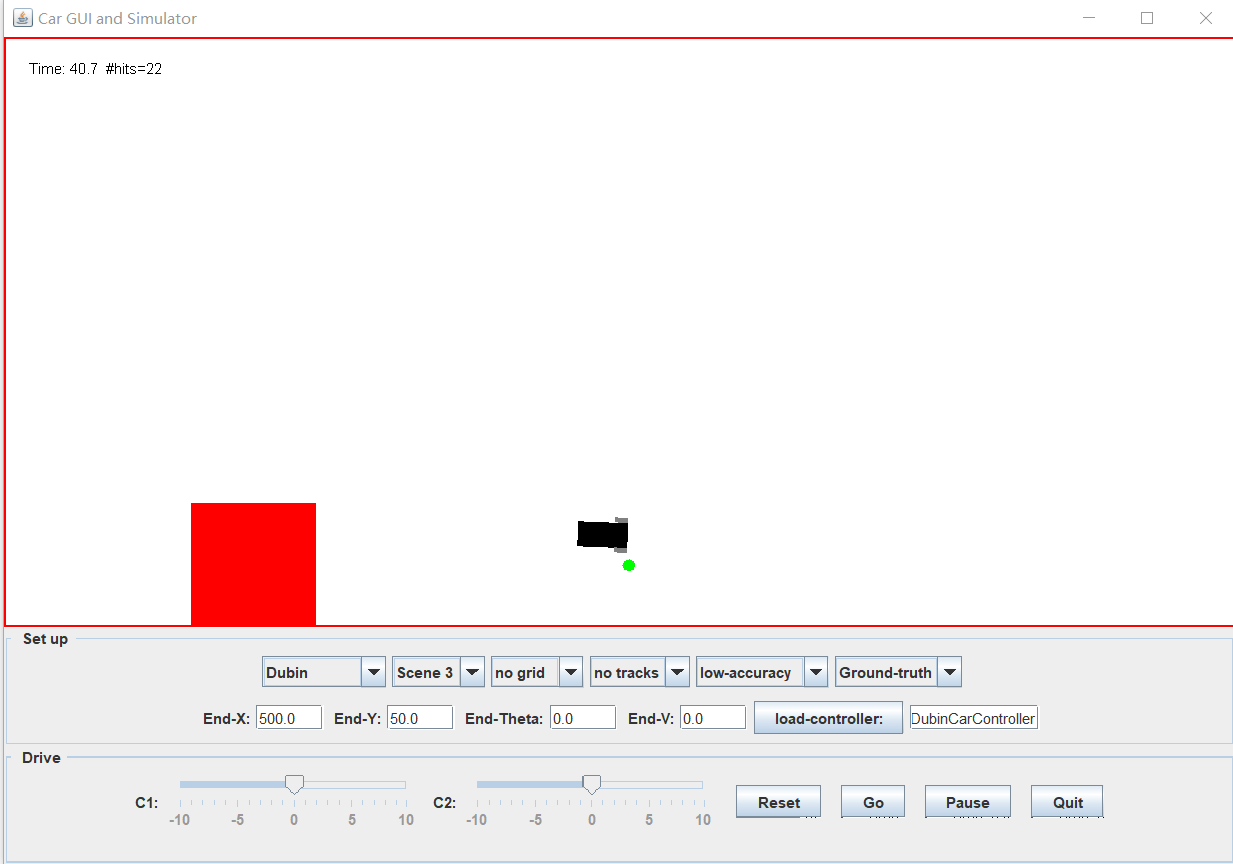 Car GUI and Simulator
Time: 40.7 #hits=22
Set up
Dubin Scene 3 no grid no tracks low-accuracy Ground-truth
End-X: 500.0 End-Y: 50.0 End-Theta: 0.0 End-V: 0.0 load-controller: DubinCarController
Drive
C1: C2: Reset Go Pause Quit
-10 -5 0 5 10 -10 -5 0 5 10